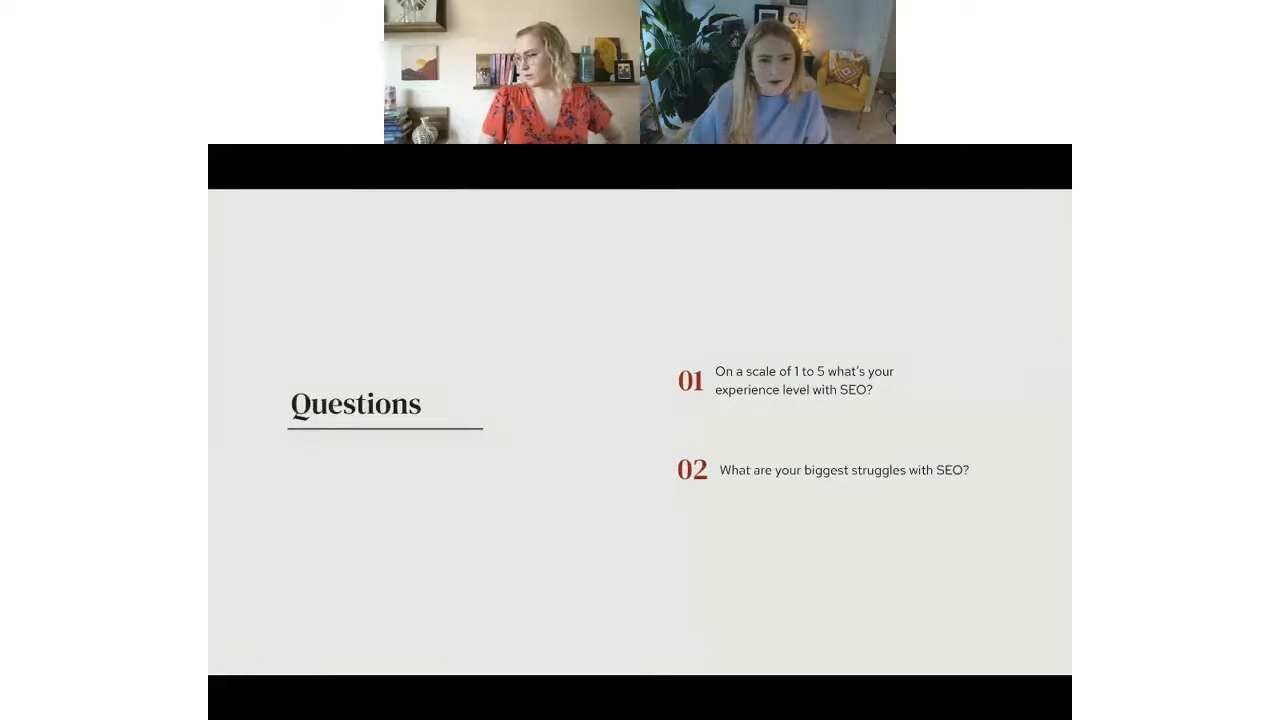 Questions
01
On a scale of 1 to 5 what's your
experience level with SEO?
02
What are your biggest struggles with SEO?